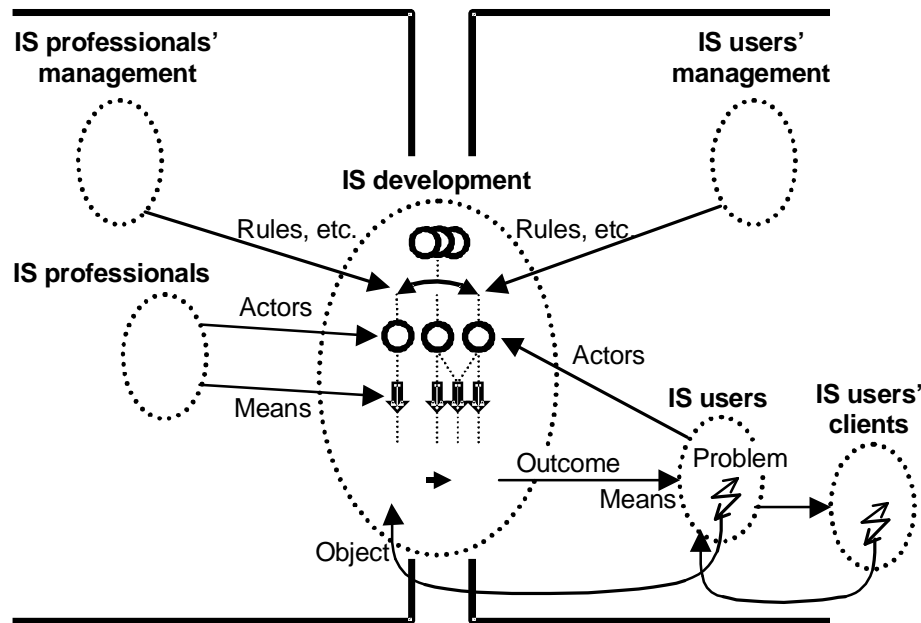 IS professionals’
management
IS users’
management
IS development
Rules, etc.
Rules, etc.
IS professionals
Actors
Actors
Means
IS users
IS users’
clients
Problem
Outcome
Means
Object